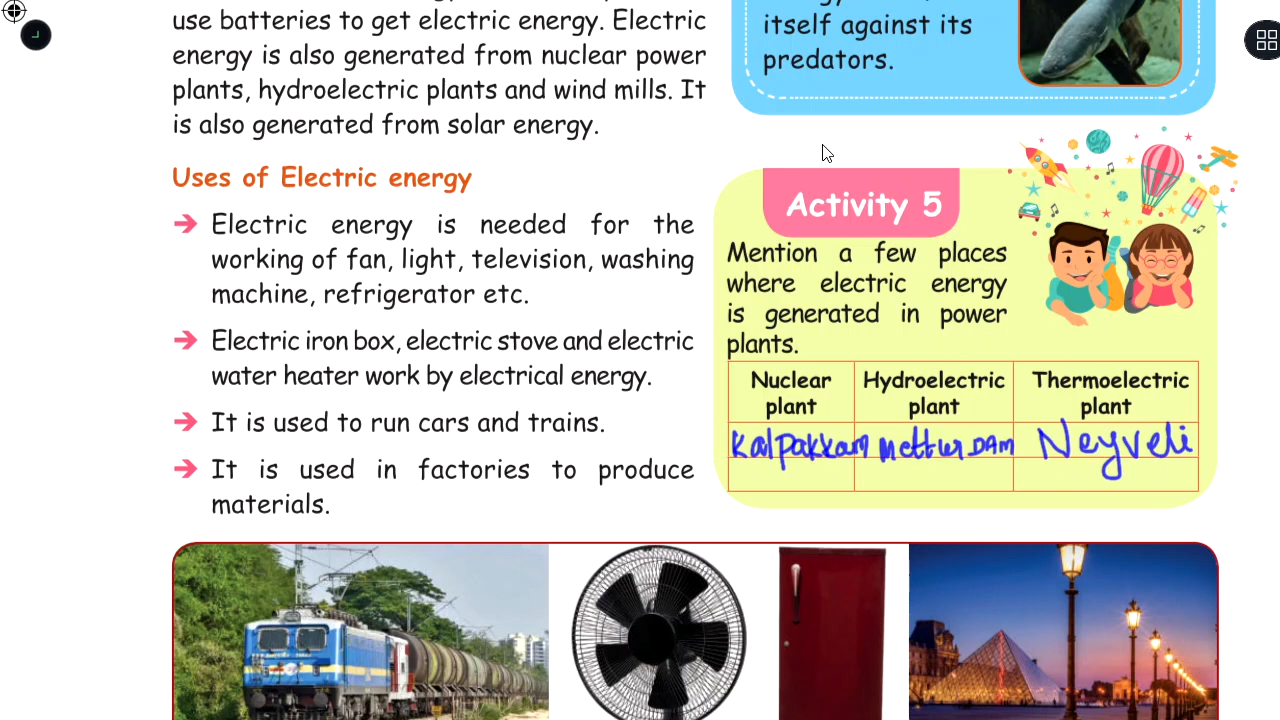 use batteries to get electric energy. Electric
energy is also generated from nuclear power
plants, hydroelectric plants and wind mills. It
is also generated from solar energy.
Uses of Electric energy
➔ Electric energy is needed for the
working of fan, light, television, washing
machine, refrigerator etc.
➔ Electric iron box, electric stove and electric
water heater work by electrical energy.
➔ It is used to run cars and trains.
➔ It is used in factories to produce
materials.
itself against its
predators.
Activity 5
Mention a few places
where electric energy
is generated in power
plants.
Nuclear plant Hydroelectric plant Thermoelectric plant
Kalpakkam Mettur DAM Neyveli